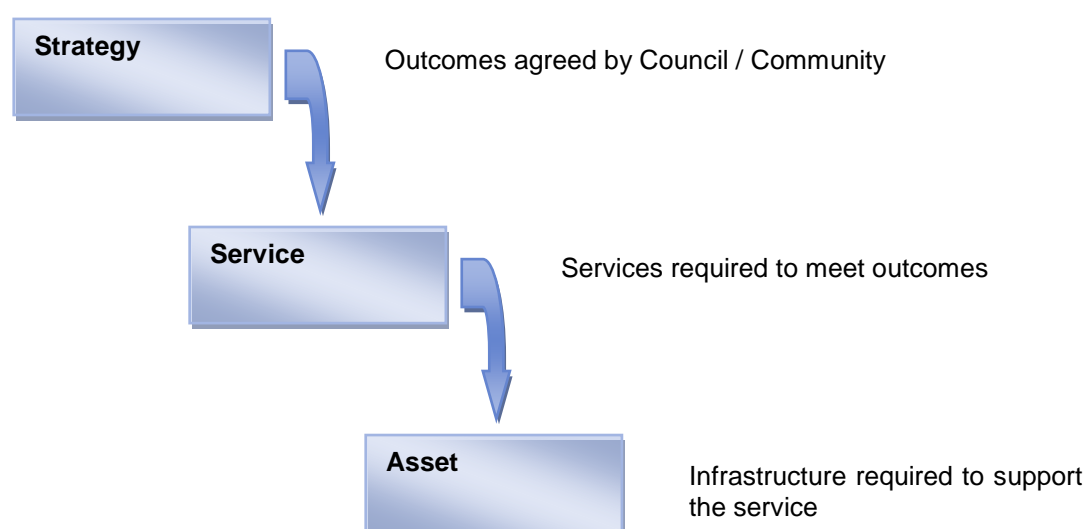 Strategy
Outcomes agreed by Council / Community
Service
Services required to meet outcomes
Asset
Infrastructure required to support
the service